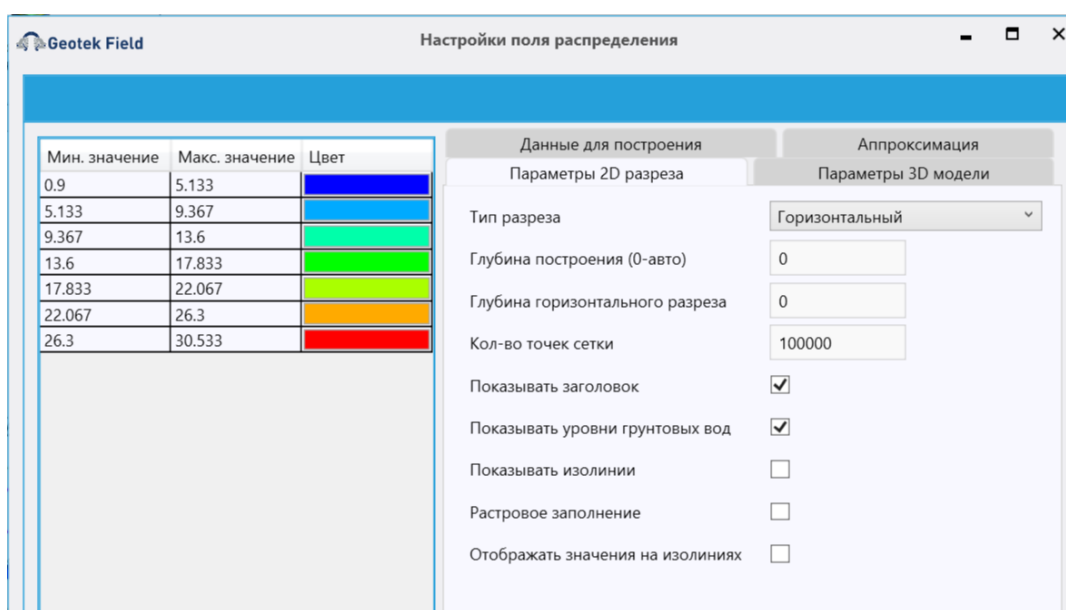 Geotek Field
Настройки поля распределения
Мин. значение Макс. значение Цвет
0.9 5.133
5.133 9.367
9.367 13.6
13.6 17.833
17.833 22.067
22.067 26.3
26.3 30.533
Данные для построения Аппроксимация
Параметры 2D разреза Параметры 3D модели
Тип разреза Горизонтальный
Глубина построения (0-авто) 0
Глубина горизонтального разреза 0
Кол-во точек сетки 100000
Показывать заголовок
Показывать уровни грунтовых вод
Показывать изолинии
Растровое заполнение
Отображать значения на изолиниях